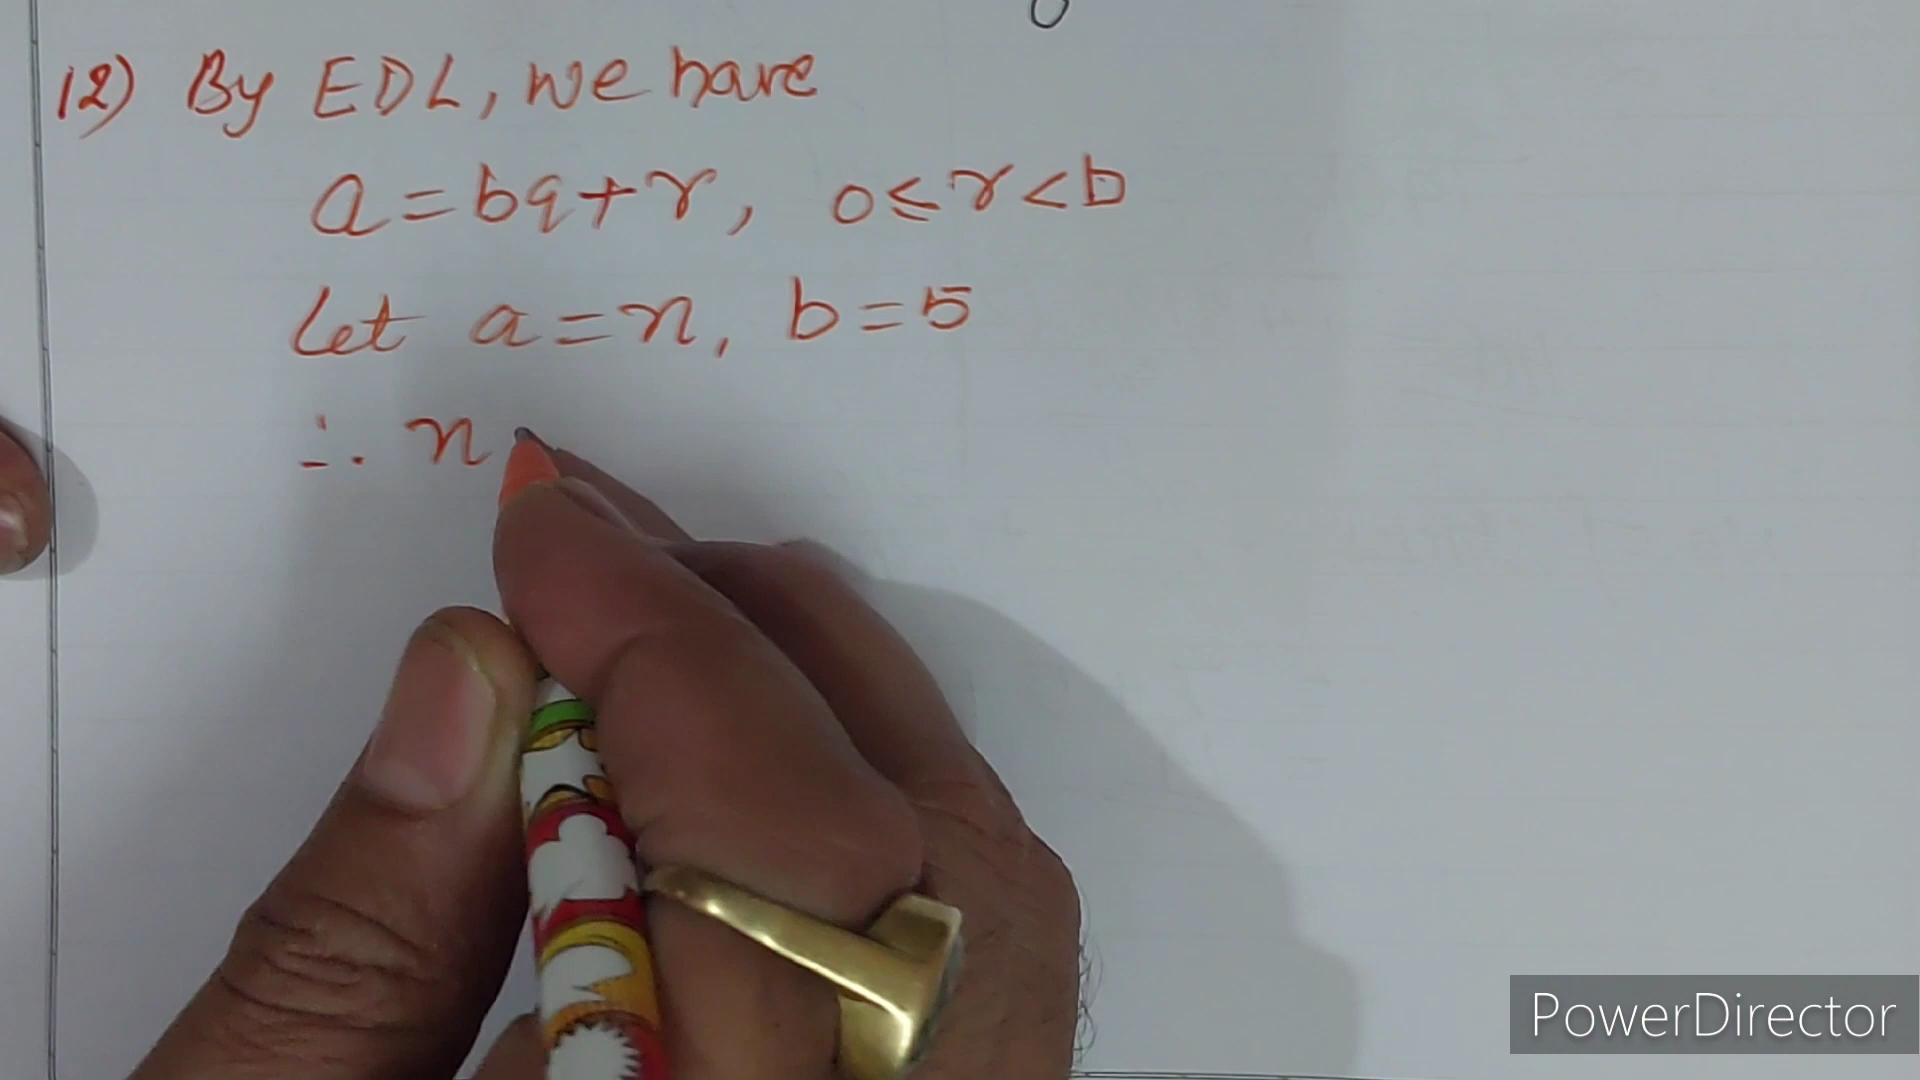 12) By EDL, we have
a = bq + r, 0 ≤ r < b
Let a = n, b = 5
∴ n
PowerDirector